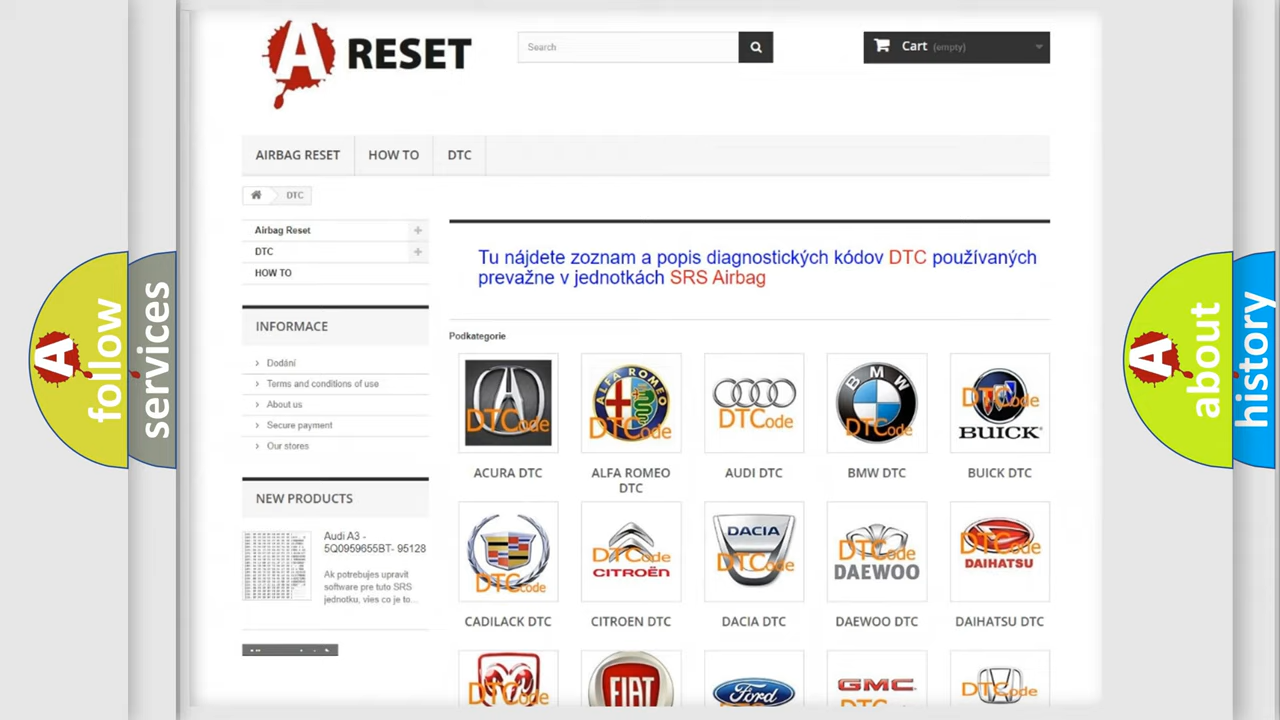 A RESET
Search
Cart (empty)
AIRBAG RESET
HOW TO
DTC
DTC
Airbag Reset
DTC
HOW TO
Tu nájdete zoznam a popis diagnostických kódov DTC používaných
prevažne v jednotkách SRS Airbag
INFORMACE
Dodání
Terms and conditions of use
About us
Secure payment
Our stores
NEW PRODUCTS
Audi A3 -
5Q0959655BT- 95128
Ak potrebujes upravit
software pre tuto SRS
jednotku, vies co je to...
Podkategorie
DTCode
ALFA ROMEO
DTCode
DTCode
BMW
DTCode
DTCode
BUICK
ACURA DTC
ALFA ROMEO
DTC
AUDI DTC
BMW DTC
BUICK DTC
DTCode
DTCode
CITROËN
DACIA
DTCode
DTCode
DAEWOO
DTCode
DAIHATSU
CADILACK DTC
CITROEN DTC
DACIA DTC
DAEWOO DTC
DAIHATSU DTC
DTCode
FIAT
Ford
GMC
DTCode
A follow
services
A about
history